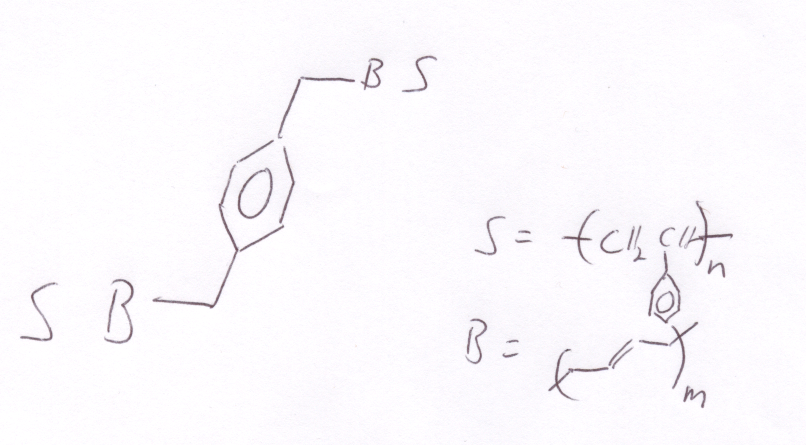 B S
S = -(CH2 CH)-n
S B
B = ( )m